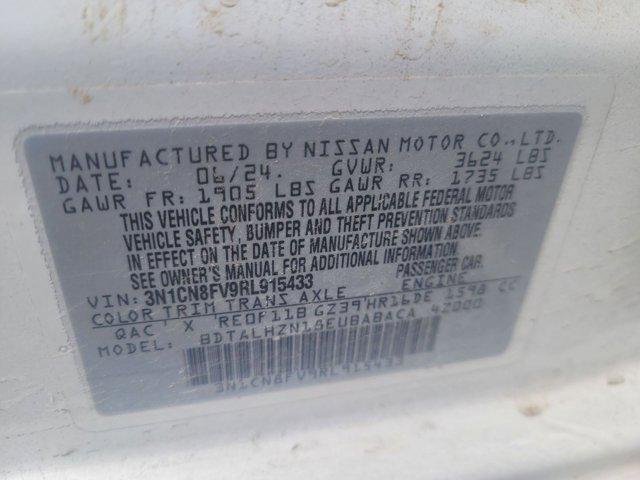 MANUFACTURED BY NISSAN MOTOR CO.,LTD.
DATE: 06/24. GVWR: 3624 LBS
GAWR FR: 1905 LBS GAWR RR: 1735 LBS
THIS VEHICLE CONFORMS TO ALL APPLICABLE FEDERAL MOTOR
VEHICLE SAFETY, BUMPER AND THEFT PREVENTION STANDARDS
IN EFFECT ON THE DATE OF MANUFACTURE SHOWN ABOVE.
SEE OWNER'S MANUAL FOR ADDITIONAL INFORMATION.
VIN: 3N1CN8FV9RL915433 PASSENGER CAR.
COLOR TRIM TRANS AXLE ENGINE
QAC X RE0F11B GZ39 HR16DE 1598 CC
MODEL: BDTALHZN18EUBABACA 42000
3N1CN8FV9RL915433